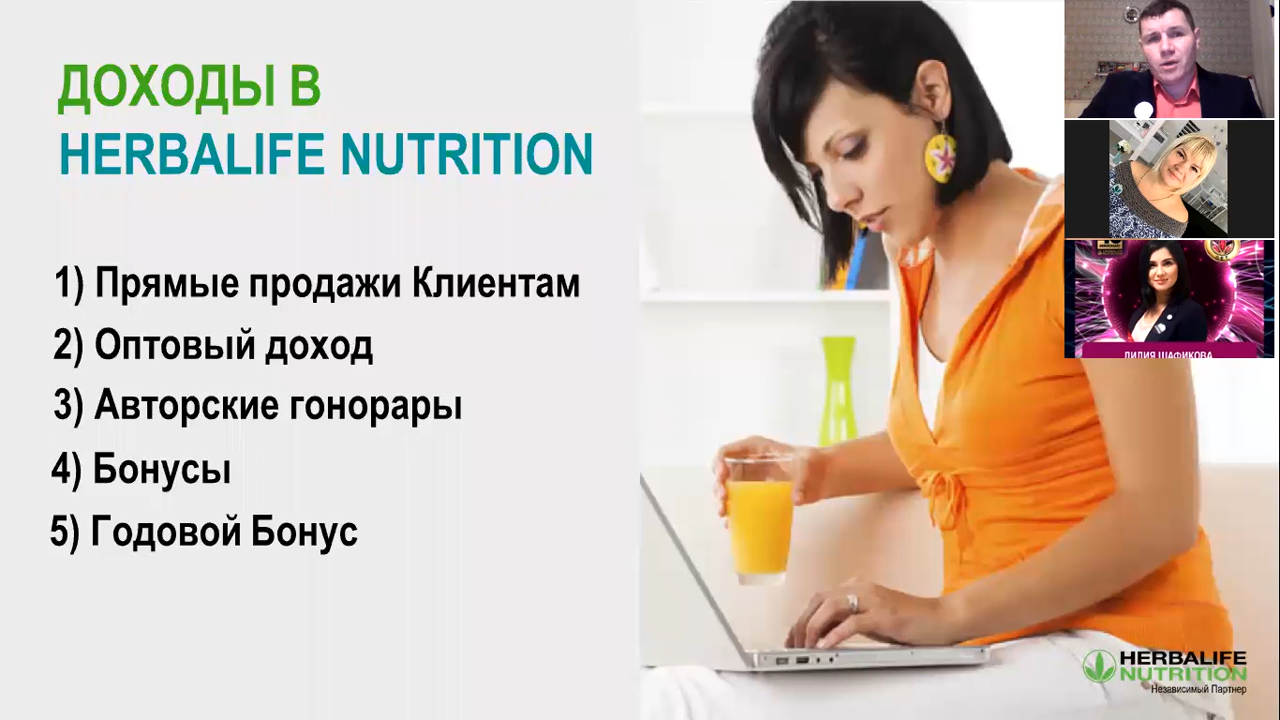 ДОХОДЫ В
HERBALIFE NUTRITION
1) Прямые продажи Клиентам
2) Оптовый доход
3) Авторские гонорары
4) Бонусы
5) Годовой Бонус
ЛИЛИЯ ШАФИКОВА
HERBALIFE
NUTRITION
Независимый Партнер